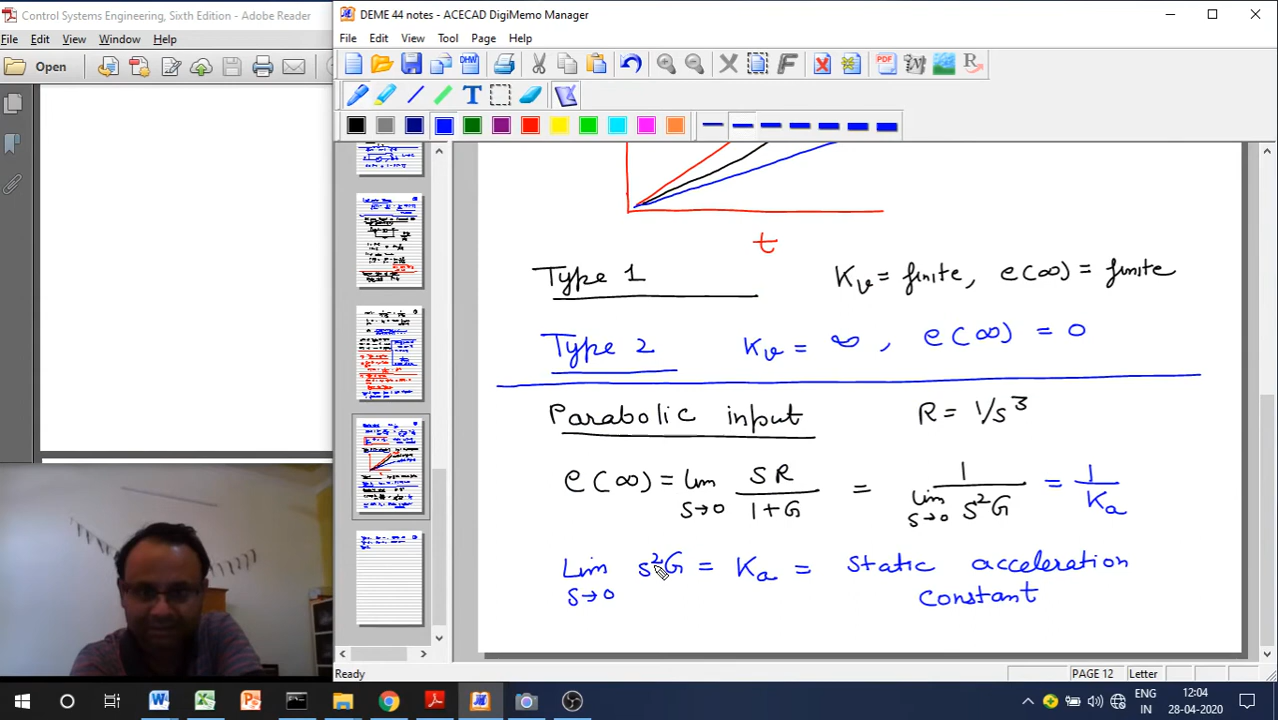 Control Systems Engineering, Sixth Edition - Adobe Reader
File Edit View Window Help
Open
DEME 44 notes - ACECAD DigiMemo Manager
File Edit View Tool Page Help
t
Type 1 Kv = finite, e(∞) = finite
Type 2 Kv = ∞, e(∞) = 0
Parabolic input R = 1/s³
e(∞) = lim s→0 SR/1+G = 1/lim s→0 s²G = 1/Ka
Lim s→0 s²G = Ka = static acceleration
constant
Ready PAGE 12 Letter
ENG
IND
12:04
28-04-2020